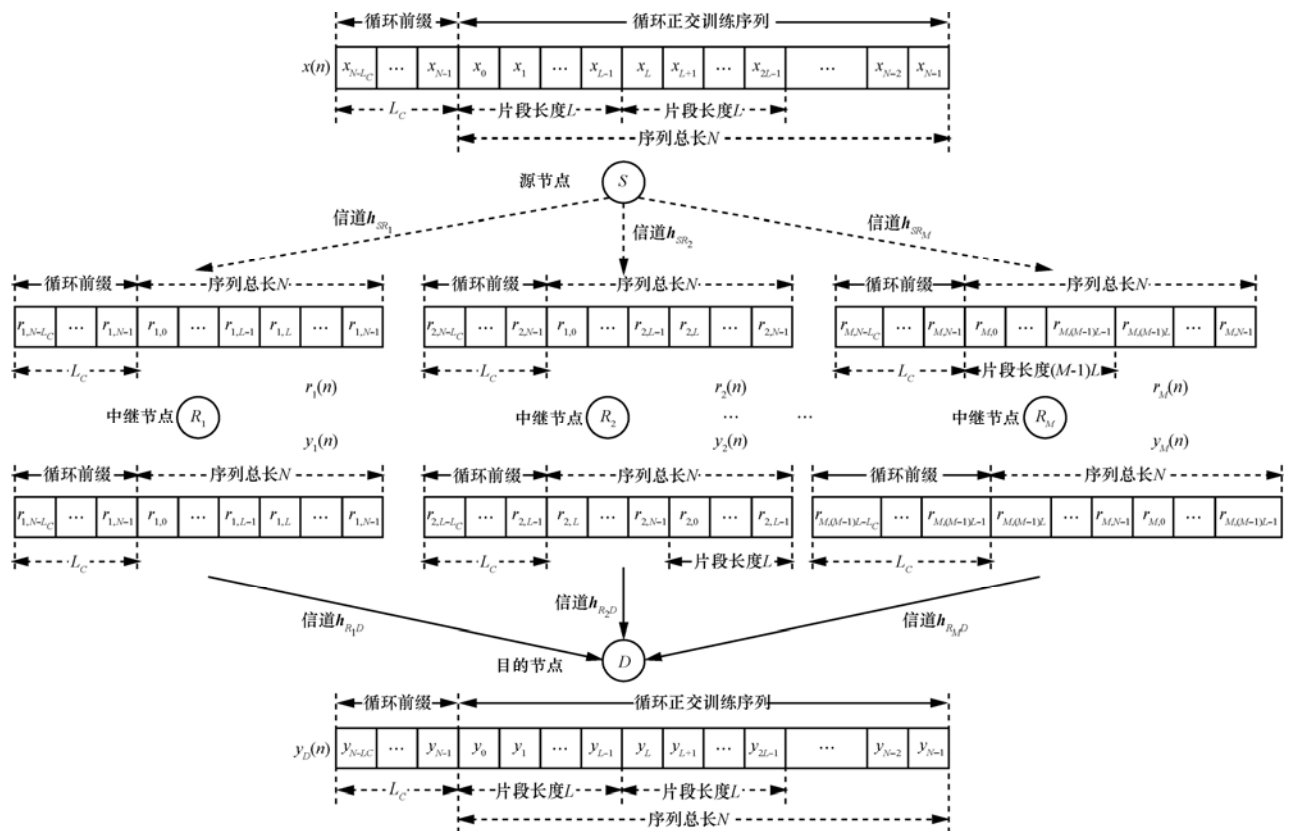 循环前缀 循环正交训练序列
x(n) x_{N-L_C} … x_{N-1} x_0 x_1 … x_{L-1} x_L x_{L+1} … x_{2L-1} … x_{N-2} x_{N-1}
L_C 片段长度L 片段长度L
序列总长N
源节点 S
信道h_{SR_1} 信道h_{SR_2} 信道h_{SR_M}
循环前缀 序列总长N 循环前缀 序列总长N 循环前缀 序列总长N
r_{1,N-L_C} … r_{1,N-1} r_{1,0} … r_{1,L-1} r_{1,L} … r_{1,N-1} r_{2,N-L_C} … r_{2,N-1} r_{1,0} … r_{2,L-1} r_{2,L} … r_{2,N-1} r_{M,N-L_C} … r_{M,N-1} r_{M,0} … r_{M,(M-1)L-1} r_{M,(M-1)L} … r_{M,N-1}
L_C L_C L_C 片段长度(M-1)L
r_1(n) r_2(n) r_M(n)
中继节点 R_1 中继节点 R_2 … … 中继节点 R_M
y_1(n) y_2(n) y_M(n)
循环前缀 序列总长N 循环前缀 序列总长N 循环前缀 序列总长N
r_{1,N-L_C} … r_{1,N-1} r_{1,0} … r_{1,L-1} r_{1,L} … r_{1,N-1} r_{2,L-L_C} … r_{2,L-1} r_{2,L} … r_{2,N-1} r_{2,0} … r_{2,L-1} r_{M,(M-1)L-L_C} … r_{M,(M-1)L-1} r_{M,(M-1)L} … r_{M,N-1} r_{M,0} … r_{M,(M-1)L-1}
L_C L_C 片段长度L L_C
信道h_{R_1D} 信道h_{R_2D} 信道h_{R_MD}
目的节点 D
循环前缀 循环正交训练序列
y_D(n) y_{N-LC} … y_{N-1} y_0 y_1 … y_{L-1} y_L y_{L+1} … y_{2L-1} … y_{N-2} y_{N-1}
L_C 片段长度L 片段长度L
序列总长N